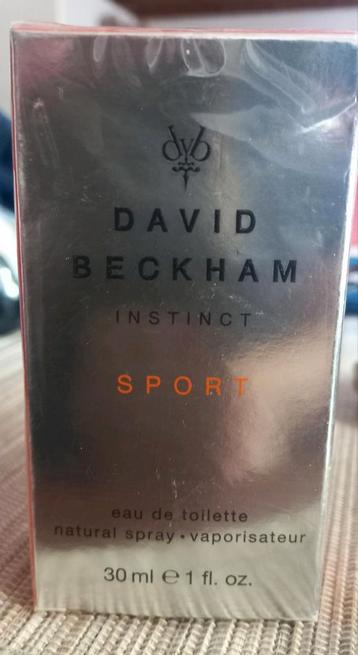 dvb
DAVID
BECKHAM
INSTINCT
SPORT
eau de toilette
natural spray • vaporisateur
30 ml ℮ 1 fl. oz.